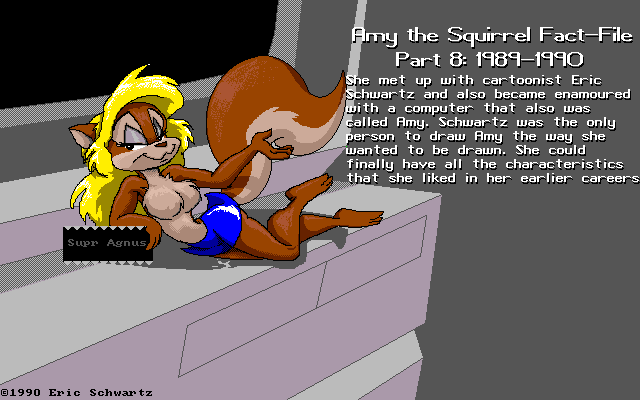 Amy the Squirrel Fact-File
Part 8: 1989-1990
She met up with cartoonist Eric
Schwartz and also became enamoured
with a computer that also was
called Amy. Schwartz was the only
person to draw Amy the way she
wanted to be drawn. She could
finally have all the characteristics
that she liked in her earlier careers
Supr Agnus
©1990 Eric Schwartz